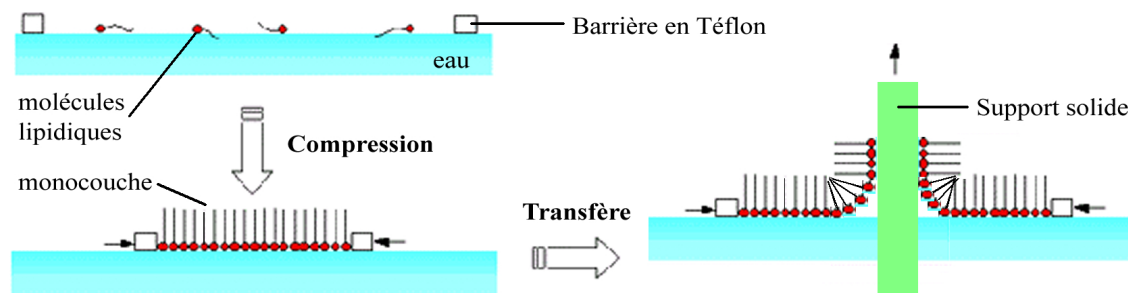 Barrière en Téflon
eau
molécules
lipidiques
Compression
monocouche
Transfère
Support solide